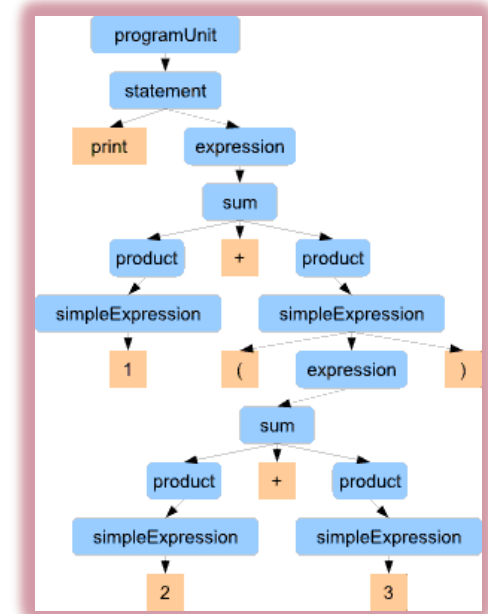 programUnit
statement
print expression
sum
product + product
simpleExpression simpleExpression
1 ( expression )
sum
product + product
simpleExpression simpleExpression
2 3